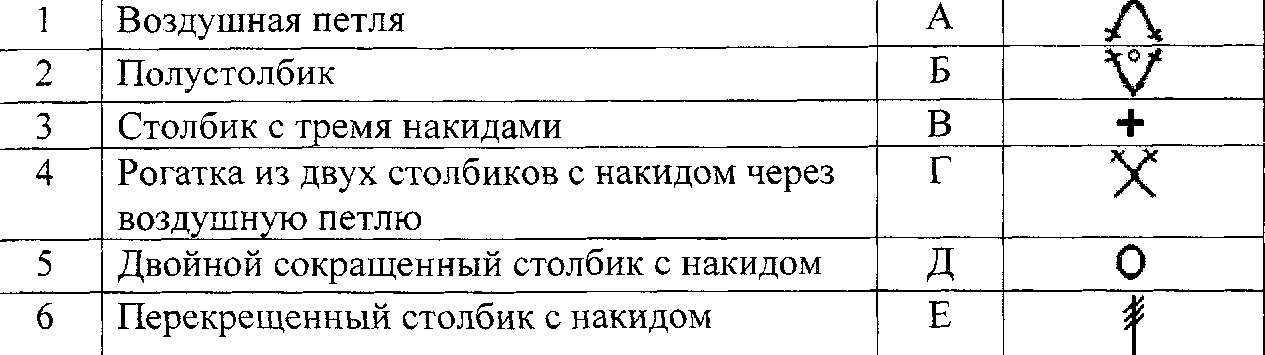 1 Воздушная петля А
2 Полустолбик Б
3 Столбик с тремя накидами В
4 Рогатка из двух столбиков с накидом через Г
воздушную петлю
5 Двойной сокращенный столбик с накидом Д
6 Перекрещенный столбик с накидом Е